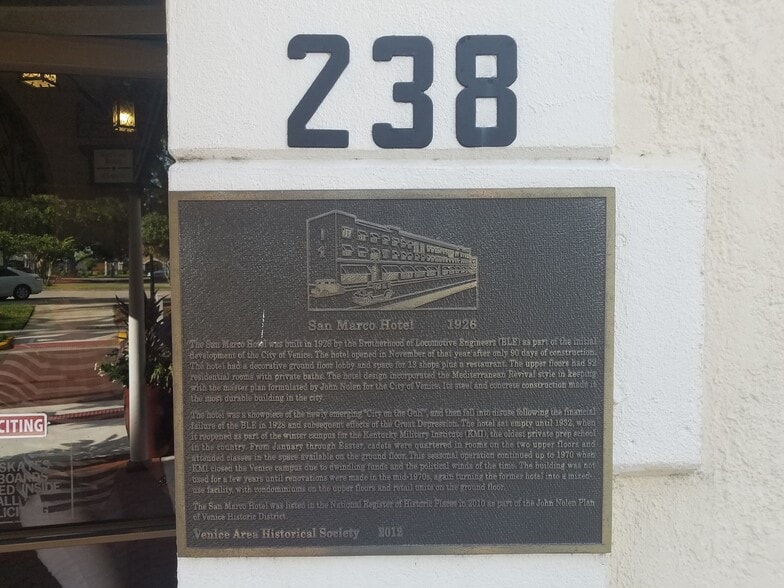 238
San Marco Hotel 1926
The San Marco Hotel was built in 1926 by the Brotherhood of Locomotive Engineers (BLE) as part of the initial
development of the City of Venice. The hotel opened in November of that year after only 90 days of construction.
The hotel had a decorative ground floor lobby and space for 13 shops plus a restaurant. The upper floors had 92
residential rooms with private baths. The hotel design incorporated the Mediterranean Revival style in keeping
with the master plan formulated by John Nolen for the City of Venice. Its steel and concrete construction made it
the most durable building in the city.
The hotel was a showpiece of the newly emerging "City on the Gulf", and then fell into disuse following the financial
failure of the BLE in 1928 and subsequent effects of the Great Depression. The hotel sat empty until 1932, when
it reopened as part of the winter campus for the Kentucky Military Institute (KMI), the oldest private prep school
in the country. From January through Easter, cadets were quartered in rooms on the two upper floors and
attended classes in the space available on the ground floor. This seasonal operation continued up to 1970 when
KMI closed the Venice campus due to dwindling funds and the political winds of the time. The building was not
used for a few years until renovations were made in the mid-1970s, again turning the former hotel into a mixed-
use facility, with condominiums on the upper floors and retail units on the ground floor.
The San Marco Hotel was listed in the National Register of Historic Places in 2010 as part of the John Nolen Plan
of Venice Historic District
Venice Area Historical Society 2012
CITING
SKATES
BOARDS
ED INSIDE
ALL
LICITING